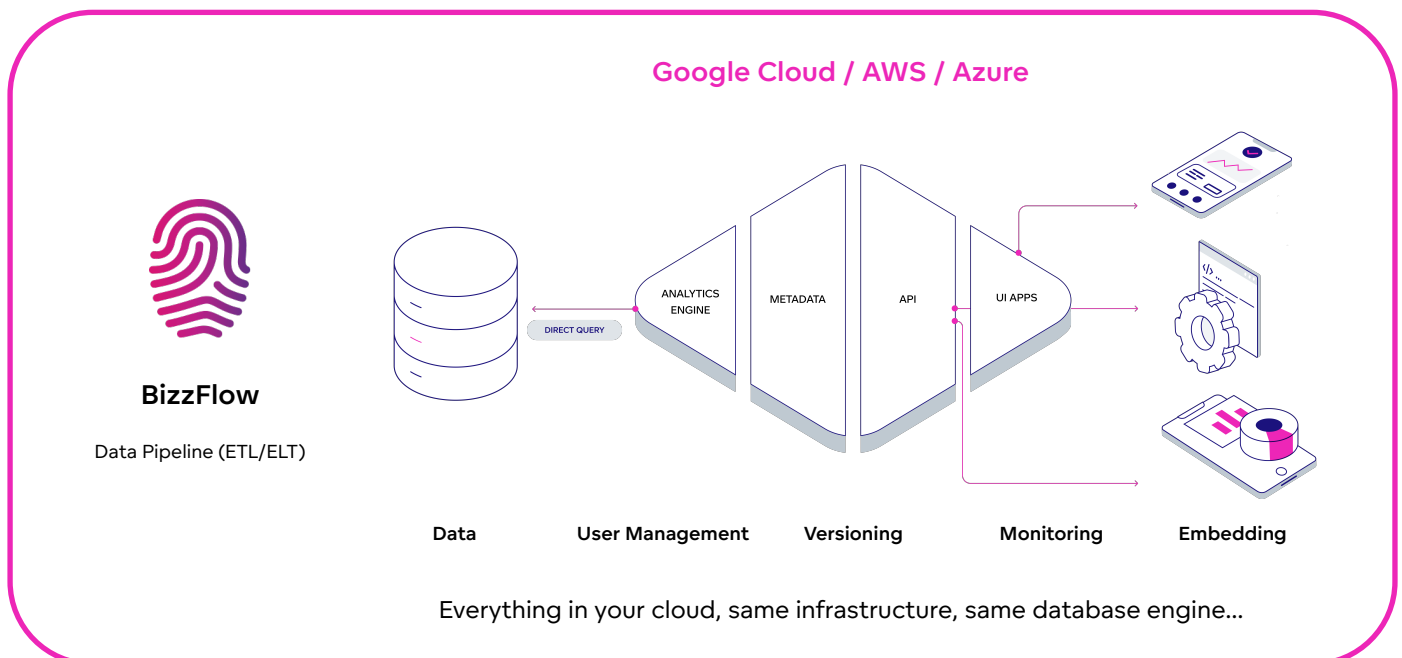 Google Cloud / AWS / Azure
BizzFlow
Data Pipeline (ETL/ELT)
DIRECT QUERY
ANALYTICS
ENGINE
METADATA
API
UI APPS
</> ...
Data
User Management
Versioning
Monitoring
Embedding
Everything in your cloud, same infrastructure, same database engine...